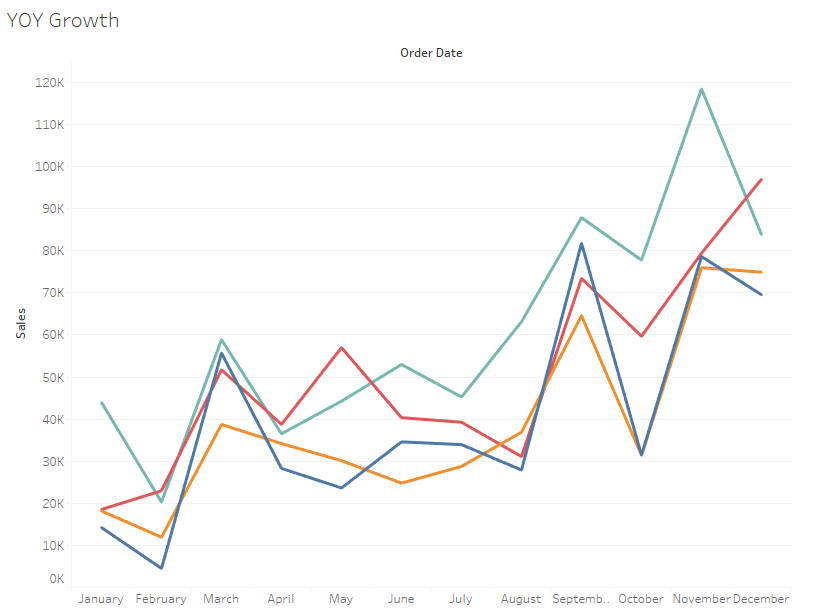 YOY Growth
Order Date
120K
110K
100K
90K
80K
70K
60K
50K
40K
30K
20K
10K
0K
Sales
January February March April May June July August Septemb.. October November December